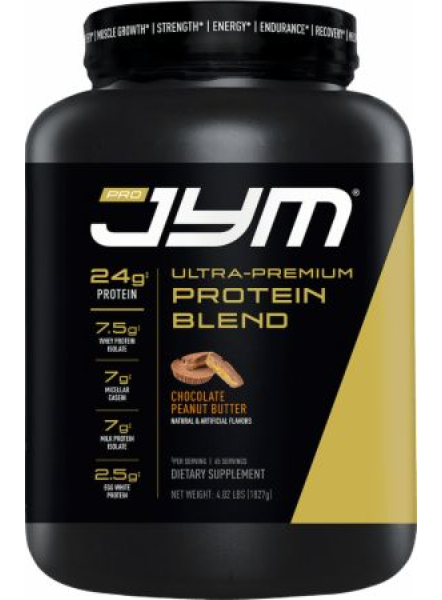 MUSCLE GROWTH* | STRENGTH* | ENERGY* | ENDURANCE* | RECOVERY* |
PRO
JYM®
24g‡
PROTEIN
7.5g‡
WHEY PROTEIN
ISOLATE
7g‡
MICELLAR
CASEIN
7g‡
MILK PROTEIN
ISOLATE
2.5g‡
EGG WHITE
PROTEIN
ULTRA-PREMIUM
PROTEIN
BLEND
CHOCOLATE
PEANUT BUTTER
NATURAL & ARTIFICIAL FLAVORS
‡PER SERVING | 45 SERVINGS
DIETARY SUPPLEMENT
NET WEIGHT: 4.02 LBS (1827g)